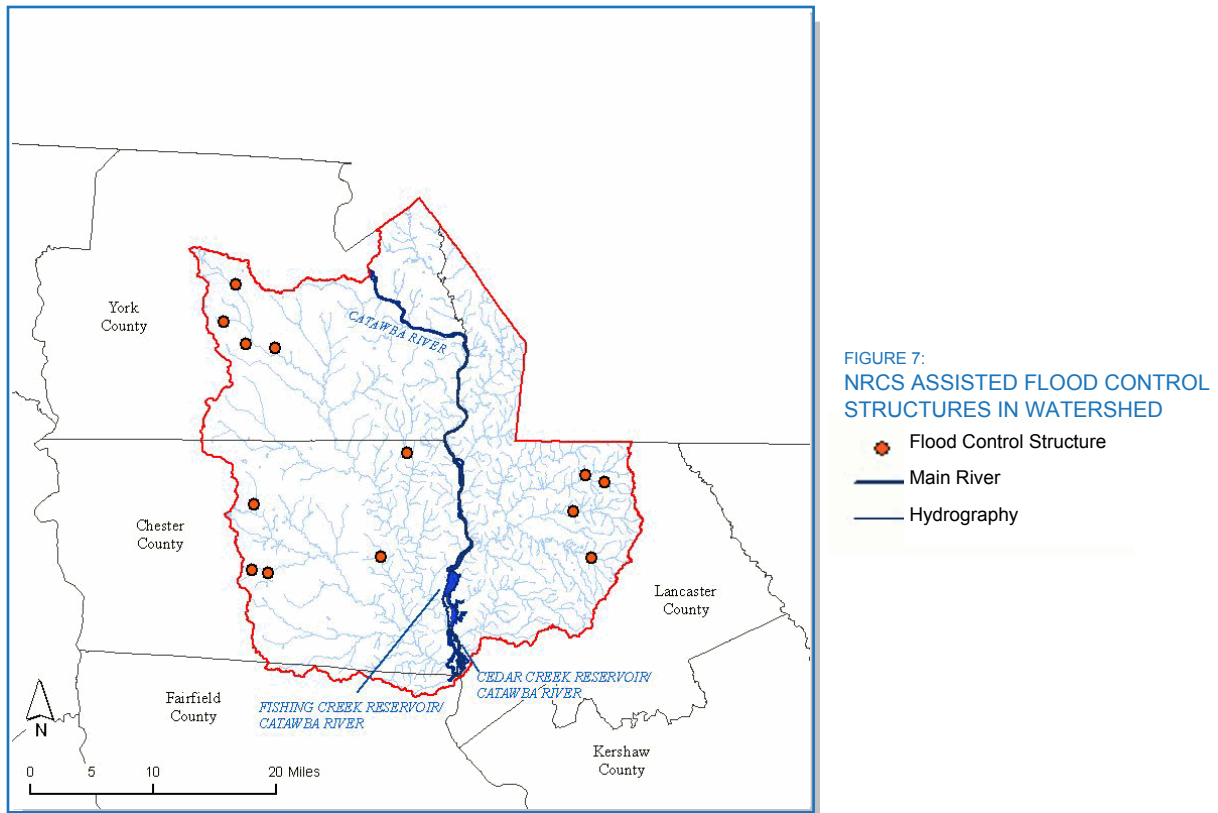 York
County
CATAWBA RIVER
Chester
County
Lancaster
County
Fairfield
County
FISHING CREEK RESERVOIR/
CATAWBA RIVER
CEDAR CREEK RESERVOIR/
CATAWBA RIVER
Kershaw
County
N
0 5 10 20 Miles
FIGURE 7:
NRCS ASSISTED FLOOD CONTROL
STRUCTURES IN WATERSHED
Flood Control Structure
Main River
Hydrography